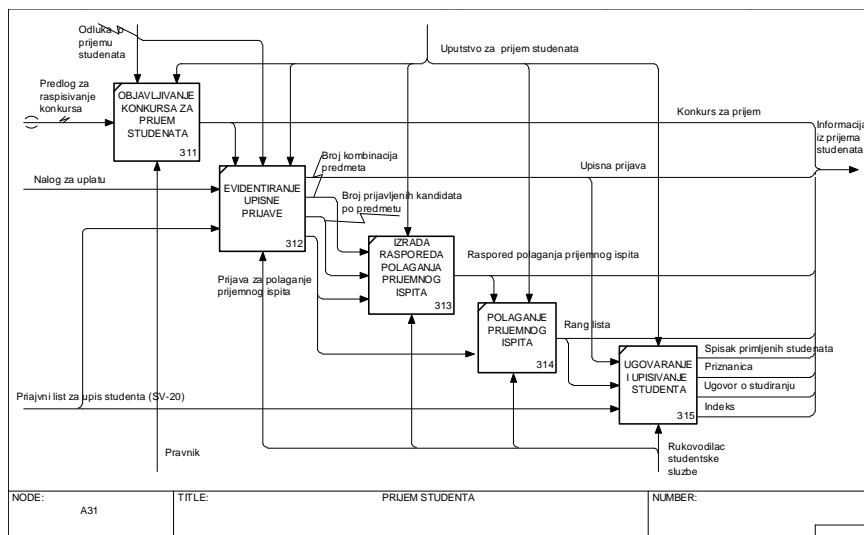 Odluka o
prijemu
studenata
Uputstvo za prijem studenata
Predlog za
raspisivanje
konkursa
OBJAVLJIVANJE
KONKURSA ZA
PRIJEM
STUDENATA
311
Konkurs za prijem
Informacija
iz prijema
studenata
Nalog za uplatu
EVIDENTIRANJE
UPISNE
PRIJAVE
312
Broj kombinacija
predmeta
Upisna prijava
Broj prijavljenih kandidata
po predmetu
Prijava za polaganje
prijemnog ispita
IZRADA
RASPOREDA
POLAGANJA
PRIJEMNOG
ISPITA
313
Raspored polaganja prijemnog ispita
POLAGANJE
PRIJEMNOG
ISPITA
314
Rang lista
UGOVARANJE
I UPISIVANJE
STUDENTA
315
Spisak primljenih studenata
Priznanica
Ugovor o studiranju
Indeks
Priajvni list za upis studenta (SV-20)
Pravnik
Rukovodilac
studentske
sluzbe
NODE:
A31
TITLE:
PRIJEM STUDENTA
NUMBER: